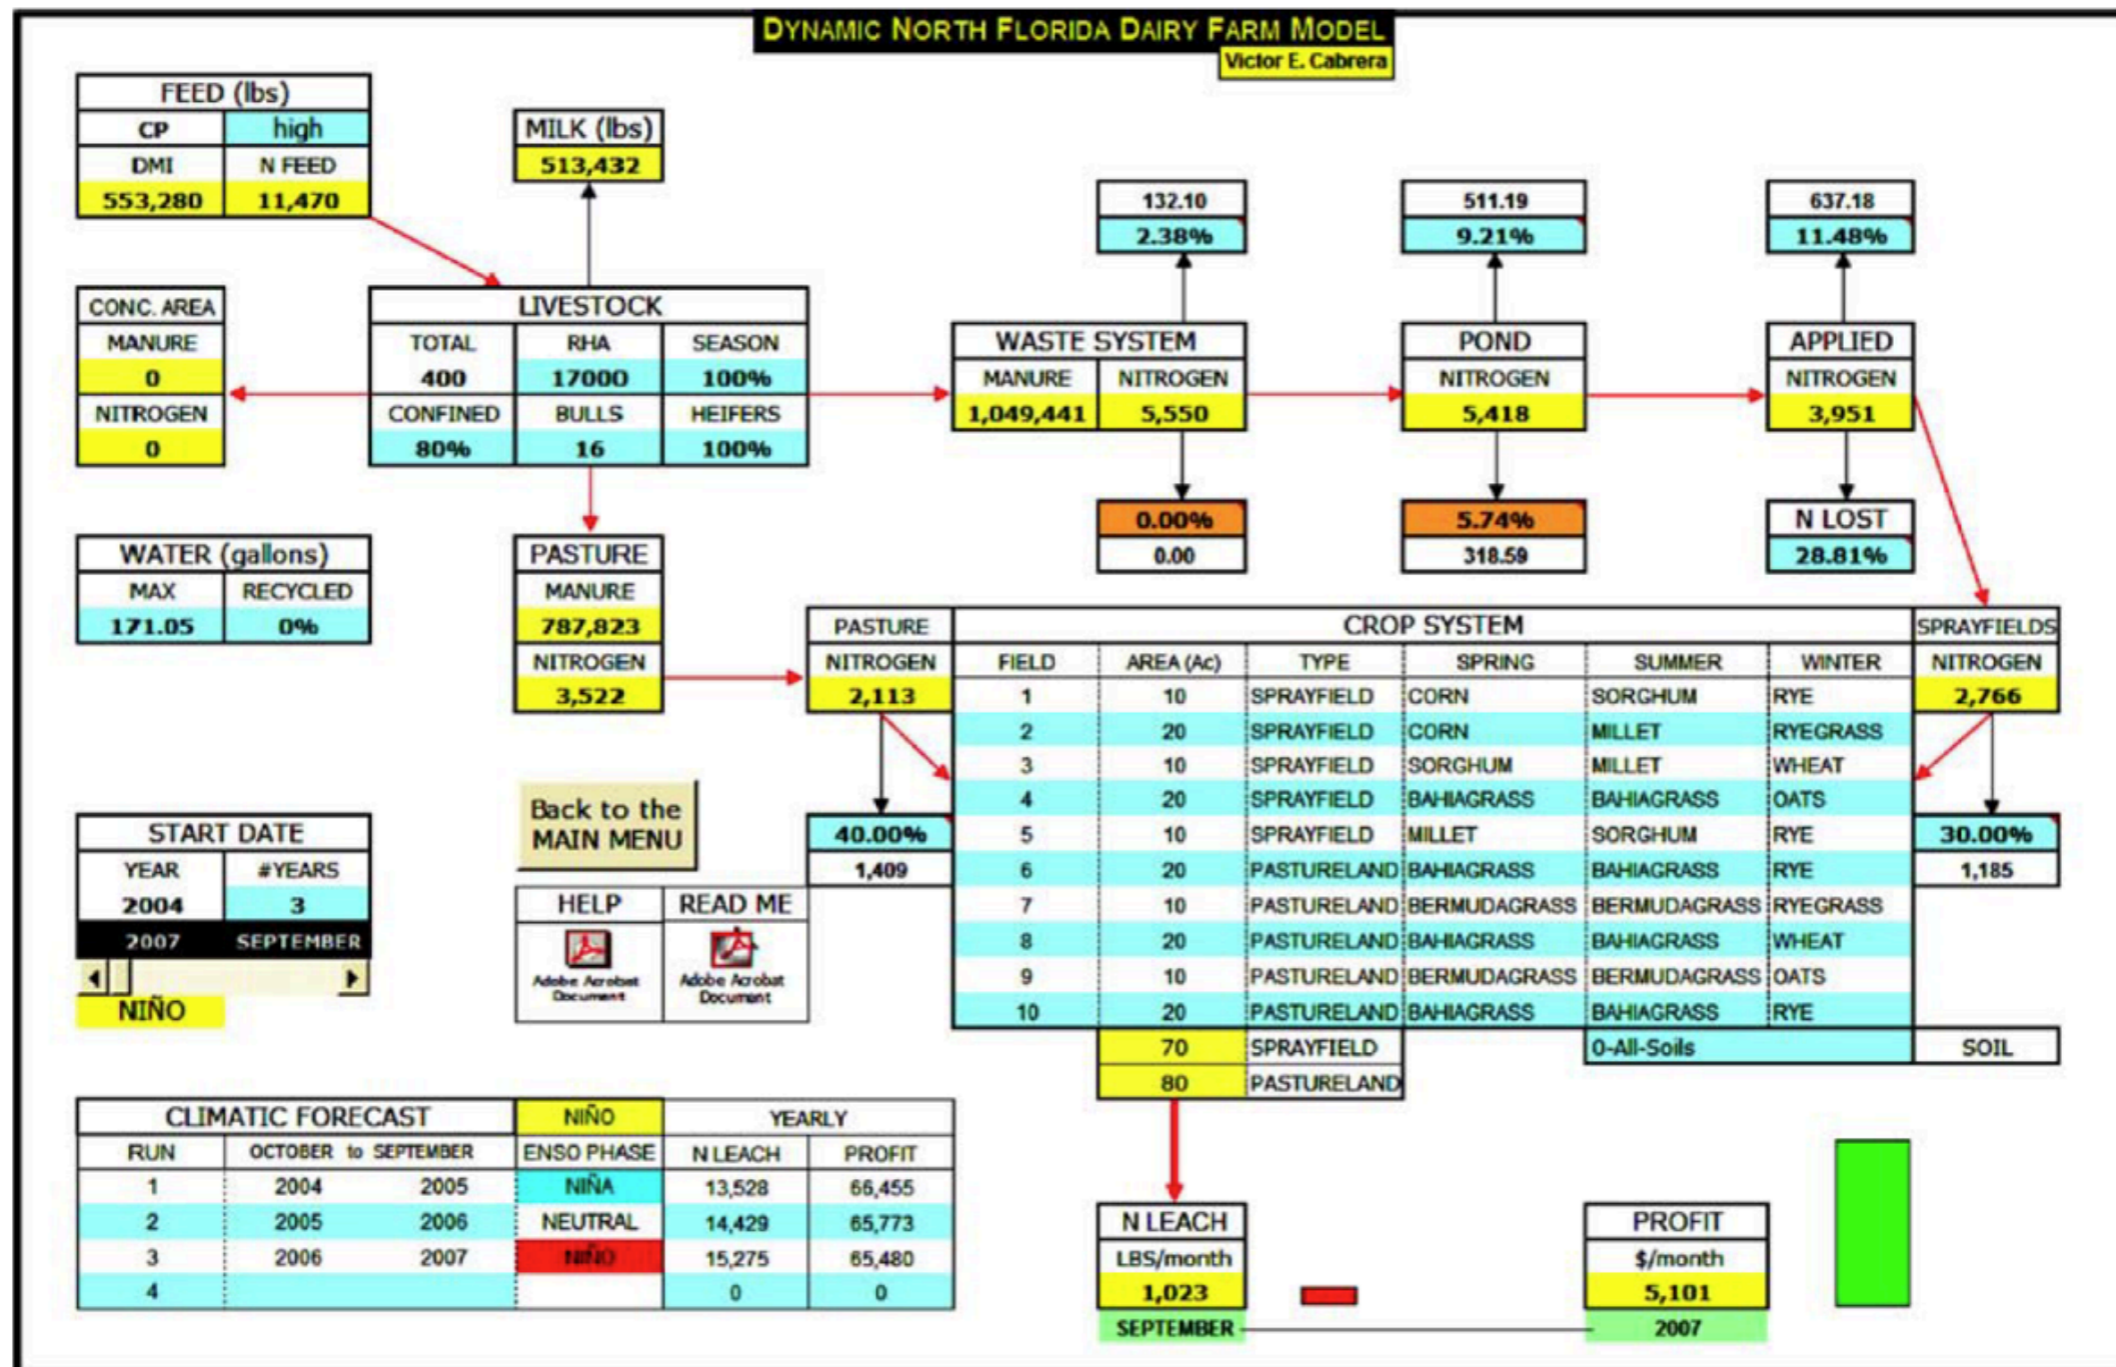 DYNAMIC NORTH FLORIDA DAIRY FARM MODEL
Victor E. Cabrera
FEED (lbs)
CP high
DMI N FEED
553,280 11,470
MILK (lbs)
513,432
132.10
2.38%
511.19
9.21%
637.18
11.48%
CONC. AREA
MANURE
0
NITROGEN
0
LIVESTOCK
TOTAL RHA SEASON
400 17000 100%
CONFINED BULLS HEIFERS
80% 16 100%
WASTE SYSTEM
MANURE NITROGEN
1,049,441 5,550
POND
NITROGEN
5,418
APPLIED
NITROGEN
3,951
0.00%
0.00
5.74%
318.59
N LOST
28.81%
WATER (gallons)
MAX RECYCLED
171.05 0%
PASTURE
MANURE
787,823
NITROGEN
3,522
PASTURE
NITROGEN
2,113
40.00%
1,409
CROP SYSTEM
FIELD AREA (Ac) TYPE SPRING SUMMER WINTER
1 10 SPRAYFIELD CORN SORGHUM RYE
2 20 SPRAYFIELD CORN MILLET RYEGRASS
3 10 SPRAYFIELD SORGHUM MILLET WHEAT
4 20 SPRAYFIELD BAHIAGRASS BAHIAGRASS OATS
5 10 SPRAYFIELD MILLET SORGHUM RYE
6 20 PASTURELAND BAHIAGRASS BAHIAGRASS RYE
7 10 PASTURELAND BERMUDAGRASS BERMUDAGRASS RYEGRASS
8 20 PASTURELAND BAHIAGRASS BAHIAGRASS WHEAT
9 10 PASTURELAND BERMUDAGRASS BERMUDAGRASS OATS
10 20 PASTURELAND BAHIAGRASS BAHIAGRASS RYE
70 SPRAYFIELD 0-All-Soils SOIL
80 PASTURELAND
SPRAYFIELDS
NITROGEN
2,766
30.00%
1,185
START DATE
YEAR #YEARS
2004 3
2007 SEPTEMBER
NIÑO
Back to the
MAIN MENU
HELP READ ME
Adobe Acrobat
Document
Adobe Acrobat
Document
CLIMATIC FORECAST NIÑO YEARLY
RUN OCTOBER to SEPTEMBER ENSO PHASE N LEACH PROFIT
1 2004 2005 NIÑA 13,528 66,455
2 2005 2006 NEUTRAL 14,429 65,773
3 2006 2007 NIÑO 15,275 65,480
4 0 0
N LEACH
LBS/month
1,023
SEPTEMBER
PROFIT
$/month
5,101
2007